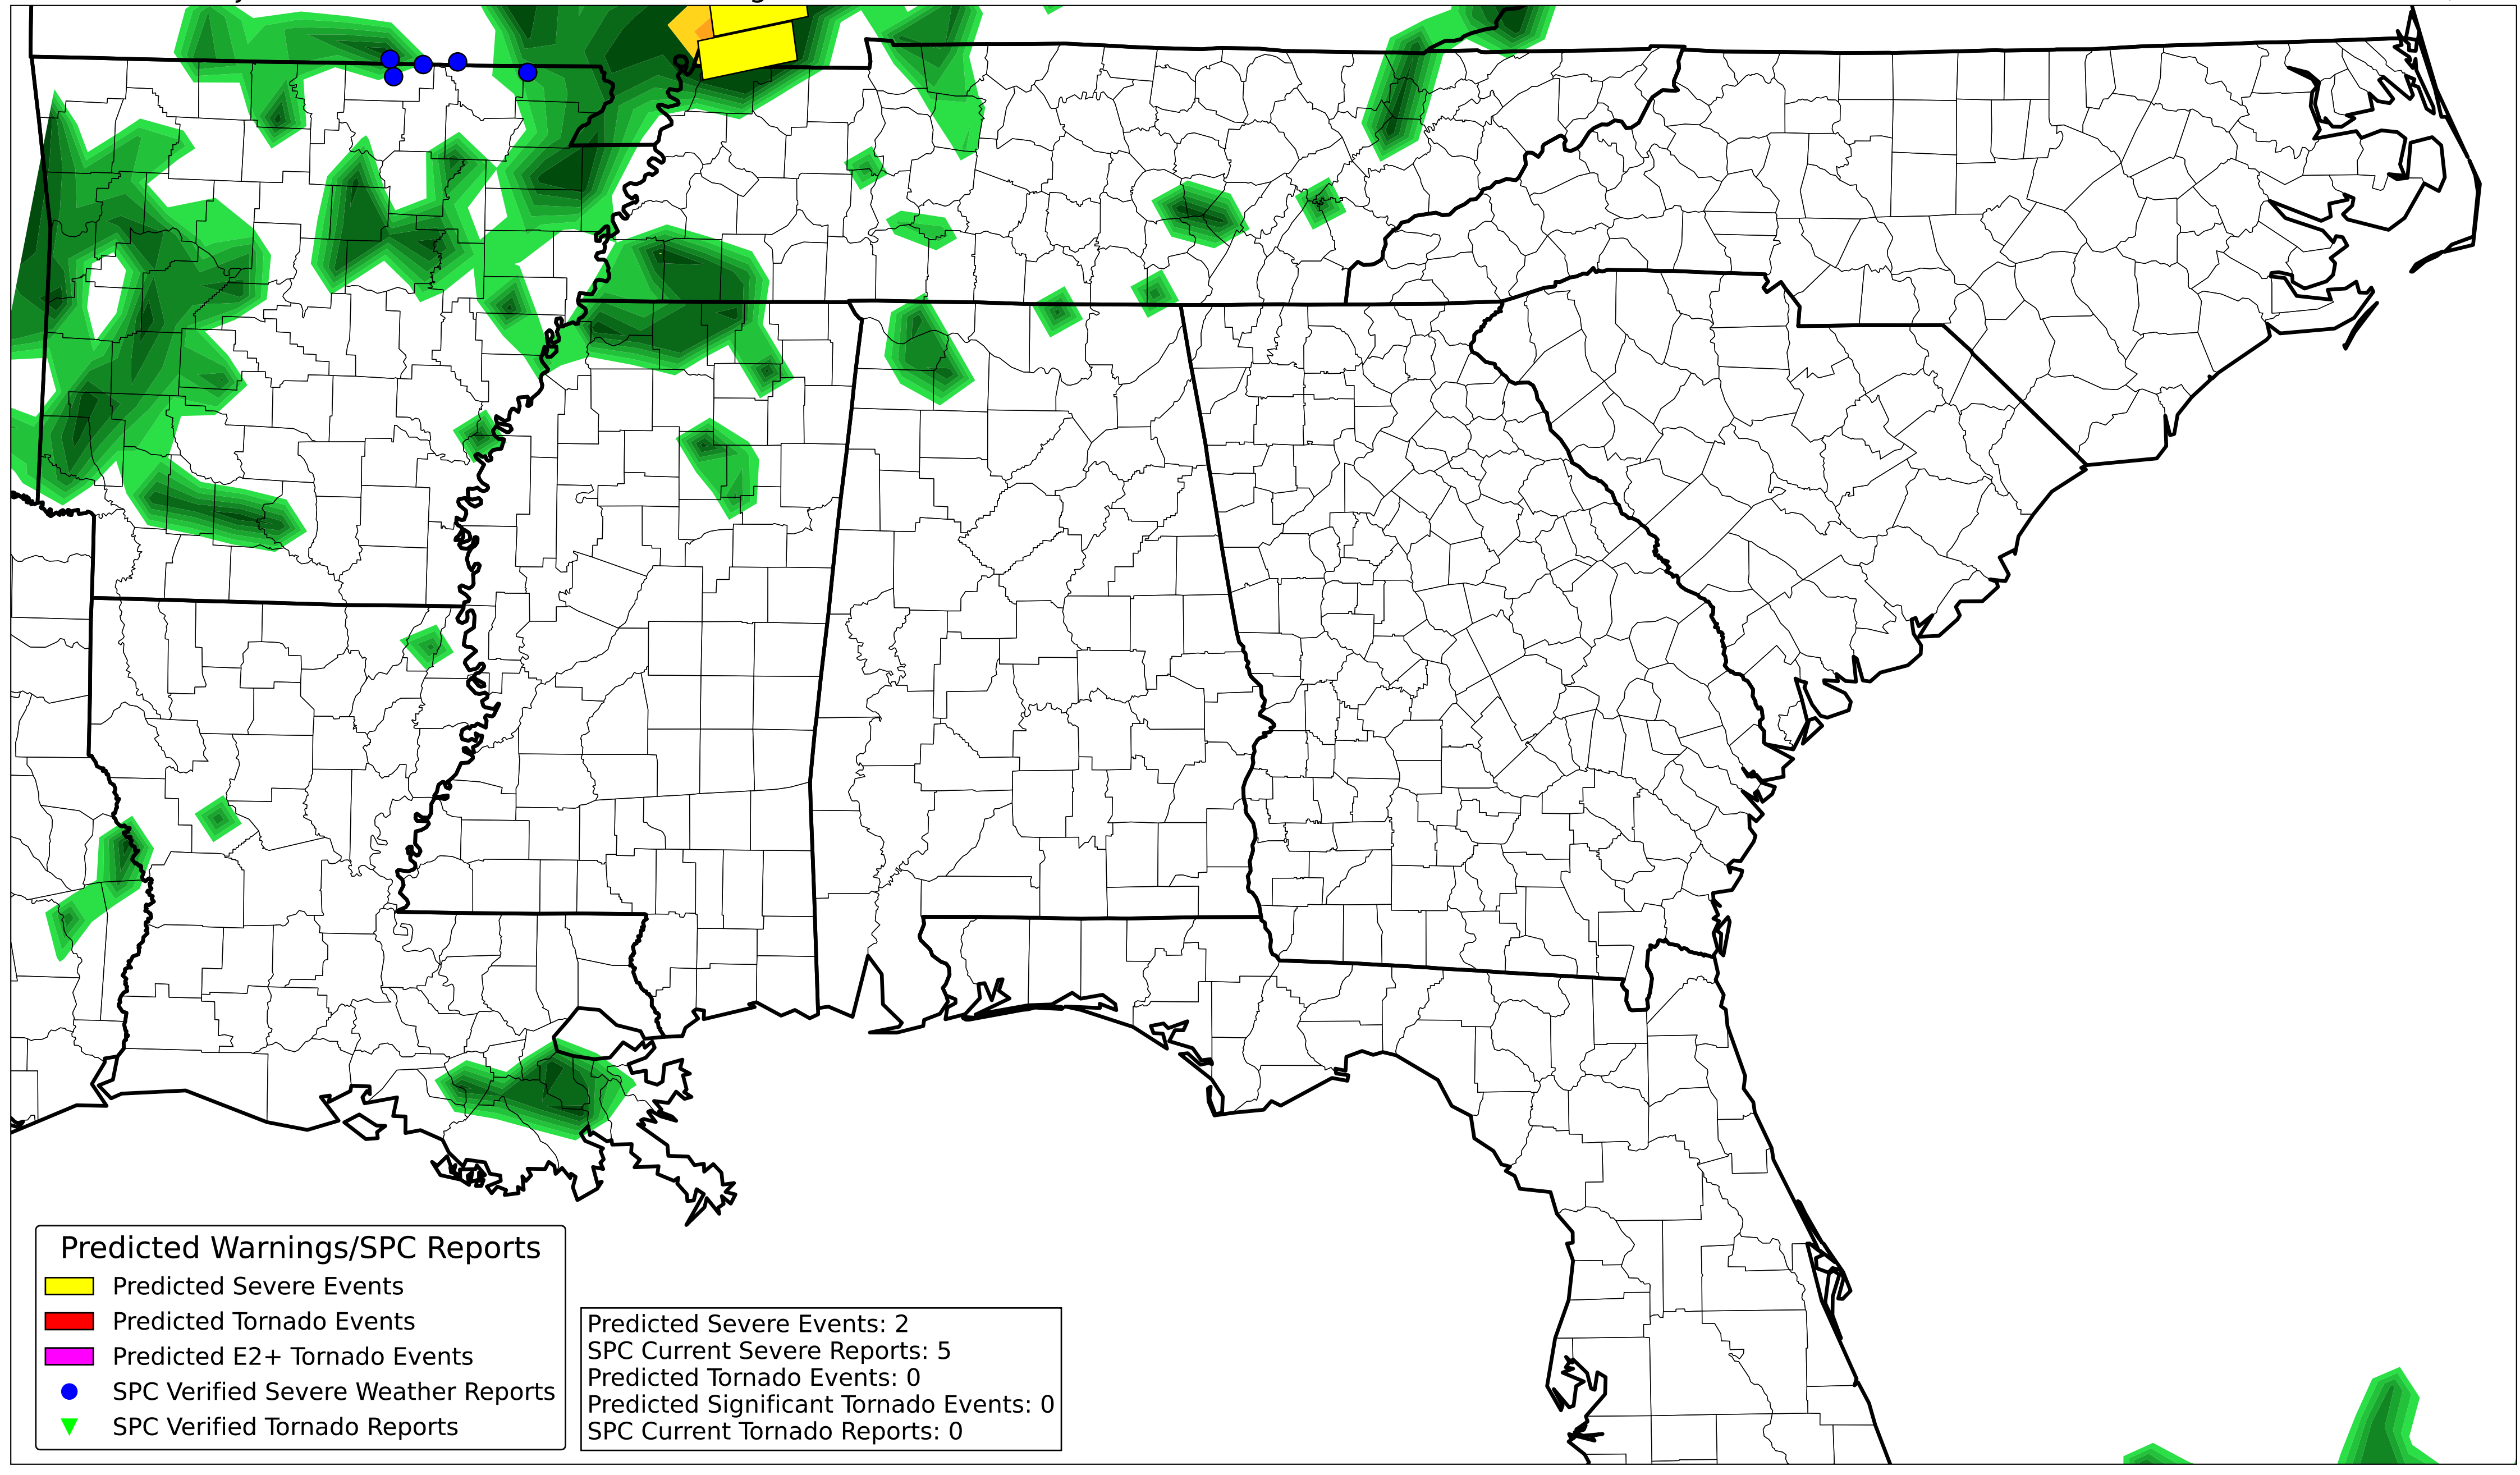 Predicted Warnings/SPC Reports
Predicted Severe Events
Predicted Tornado Events
Predicted E2+ Tornado Events
SPC Verified Severe Weather Reports
SPC Verified Tornado Reports
Predicted Severe Events: 2
SPC Current Severe Reports: 5
Predicted Tornado Events: 0
Predicted Significant Tornado Events: 0
SPC Current Tornado Reports: 0